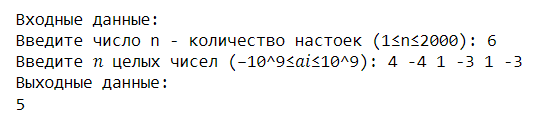 Входные данные:
Введите число n - количество настоек (1≤n≤2000): 6
Введите 𝑛 целых чисел (−10^9≤𝑎𝑖≤10^9): 4 -4 1 -3 1 -3
Выходные данные:
5